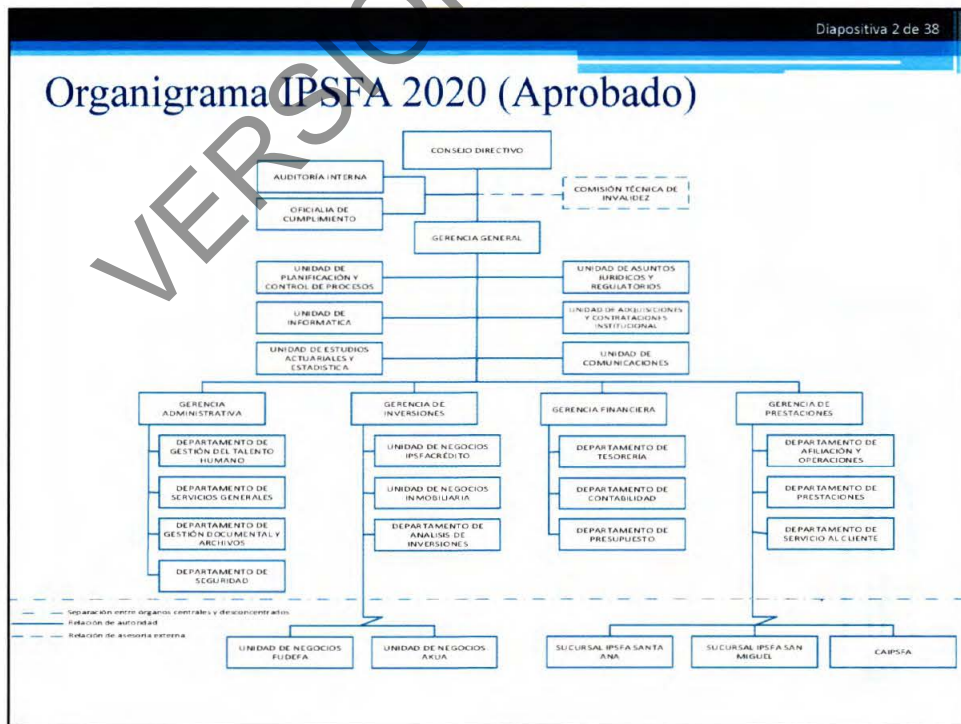 Diapositiva 2 de 38
VERSIÓN
Organigrama IPSFA 2020 (Aprobado)
CONSEJO DIRECTIVO
AUDITORÍA INTERNA
COMISIÓN TÉCNICA DE
INVALIDEZ
OFICIALIA DE
CUMPLIMIENTO
GERENCIA GENERAL
UNIDAD DE
PLANIFICACIÓN Y
CONTROL DE PROCESOS
UNIDAD DE ASUNTOS
JURIDICOS Y
REGULATORIOS
UNIDAD DE
INFORMATICA
UNIDAD DE ADQUISICIONES
Y CONTRATACIONES
INSTITUCIONAL
UNIDAD DE ESTUDIOS
ACTUARIALES Y
ESTADISTICA
UNIDAD DE
COMUNICACIONES
GERENCIA
ADMINISTRATIVA
GERENCIA DE
INVERSIONES
GERENCIA FINANCIERA
GERENCIA DE
PRESTACIONES
DEPARTAMENTO DE
GESTIÓN DEL TALENTO
HUMANO
UNIDAD DE NEGOCIOS
IPSFACRÉDITO
DEPARTAMENTO DE
TESORERÍA
DEPARTAMENTO DE
AFILIACIÓN Y
OPERACIONES
DEPARTAMENTO DE
SERVICIOS GENERALES
UNIDAD DE NEGOCIOS
INMOBILIARIA
DEPARTAMENTO DE
CONTABILIDAD
DEPARTAMENTO DE
PRESTACIONES
DEPARTAMENTO DE
GESTIÓN DOCUMENTAL Y
ARCHIVOS
DEPARTAMENTO DE
ANALISIS DE
INVERSIONES
DEPARTAMENTO DE
PRESUPUESTO
DEPARTAMENTO DE
SERVICIO AL CLIENTE
DEPARTAMENTO DE
SEGURIDAD
Separación entre órganos centrales y desconcentrados
Relación de autoridad
Relación de asesoria externa
UNIDAD DE NEGOCIOS
FUDEFA
UNIDAD DE NEGOCIOS
AKUA
SUCURSAL IPSFA SANTA
ANA
SUCURSAL IPSFA SAN
MIGUEL
CAIPSFA